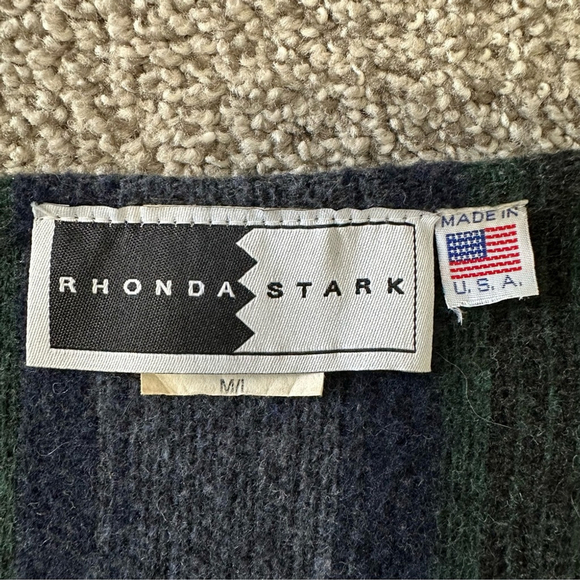 RHONDA STARK
MADE IN
U.S.A.
M/L